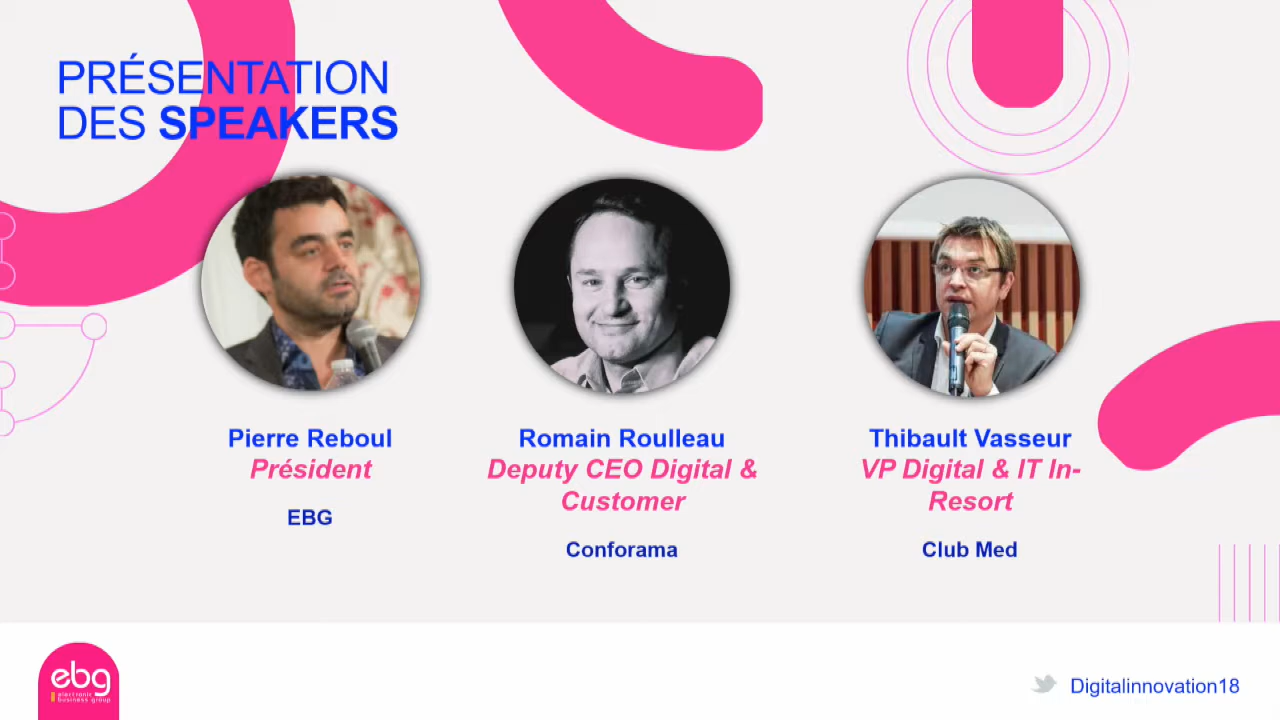 PRÉSENTATION
DES SPEAKERS
Pierre Reboul
Président
EBG
Romain Roulleau
Deputy CEO Digital &
Customer
Conforama
Thibault Vasseur
VP Digital & IT In-
Resort
Club Med
ebg
electronic
business group
Digitalinnovation18